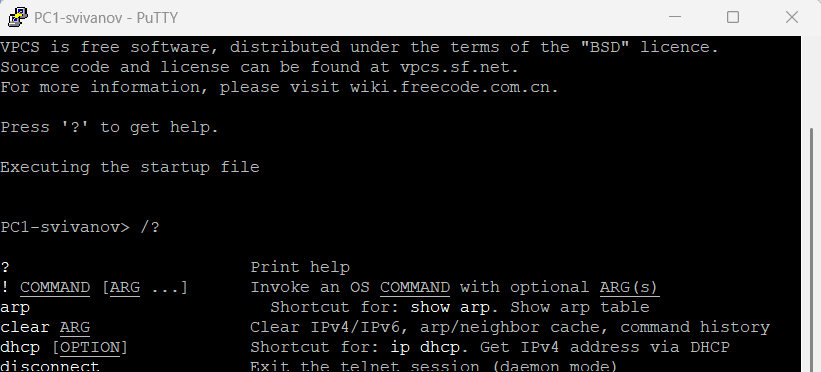 PC1-svivanov - PuTTY
VPCS is free software, distributed under the terms of the "BSD" licence.
Source code and license can be found at vpcs.sf.net.
For more information, please visit wiki.freecode.com.cn.
Press '?' to get help.
Executing the startup file
PC1-svivanov> /?
? Print help
! COMMAND [ARG ...] Invoke an OS COMMAND with optional ARG(s)
arp Shortcut for: show arp. Show arp table
clear ARG Clear IPv4/IPv6, arp/neighbor cache, command history
dhcp [OPTION] Shortcut for: ip dhcp. Get IPv4 address via DHCP
disconnect Exit the telnet session (daemon mode)